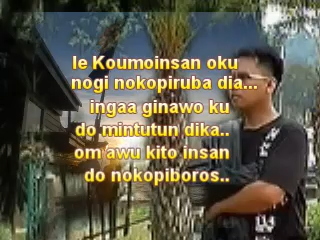 Ie Koumoinsan oku
nogi nokopiruba dia...
ingaa ginawo ku
do mintutun dika..
om awu kito insan
do nokopiboros..